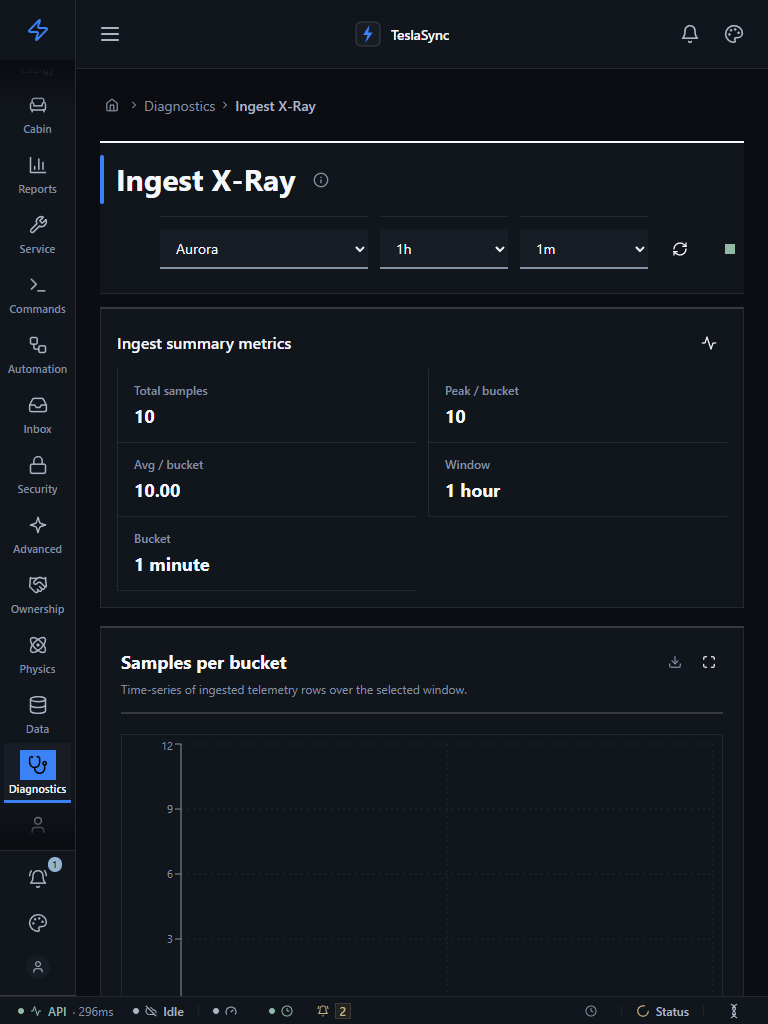 TeslaSync
Energy
Cabin
Reports
Service
Commands
Automation
Inbox
Security
Advanced
Ownership
Physics
Data
Diagnostics
1
Diagnostics
Ingest X-Ray
Ingest X-Ray
Aurora
1h
1m
Ingest summary metrics
Total samples
10
Peak / bucket
10
Avg / bucket
10.00
Window
1 hour
Bucket
1 minute
Samples per bucket
Time-series of ingested telemetry rows over the selected window.
12
9
6
3
API · 296ms
Idle
2
Status